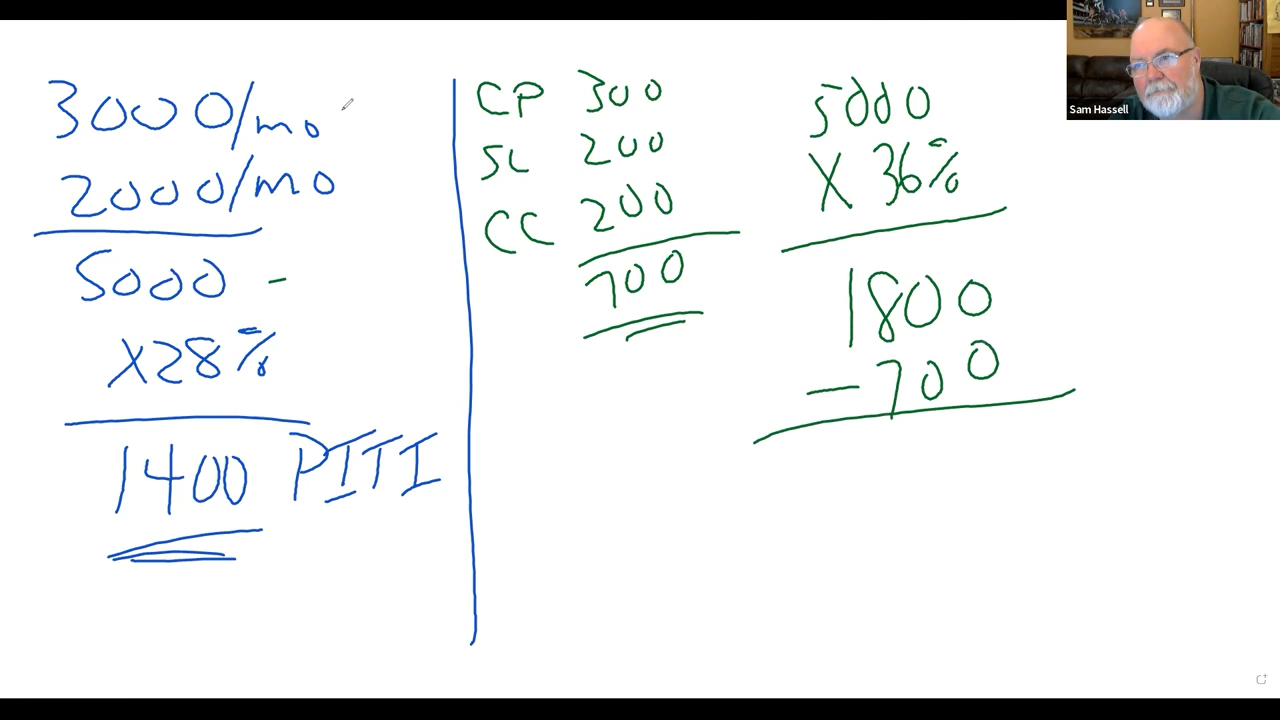 3000/mo
2000/mo
5000 -
X28%
1400 PITI
CP 300
SL 200
CC 200
700
5000
X 36%
1800
- 700
Sam Hassell